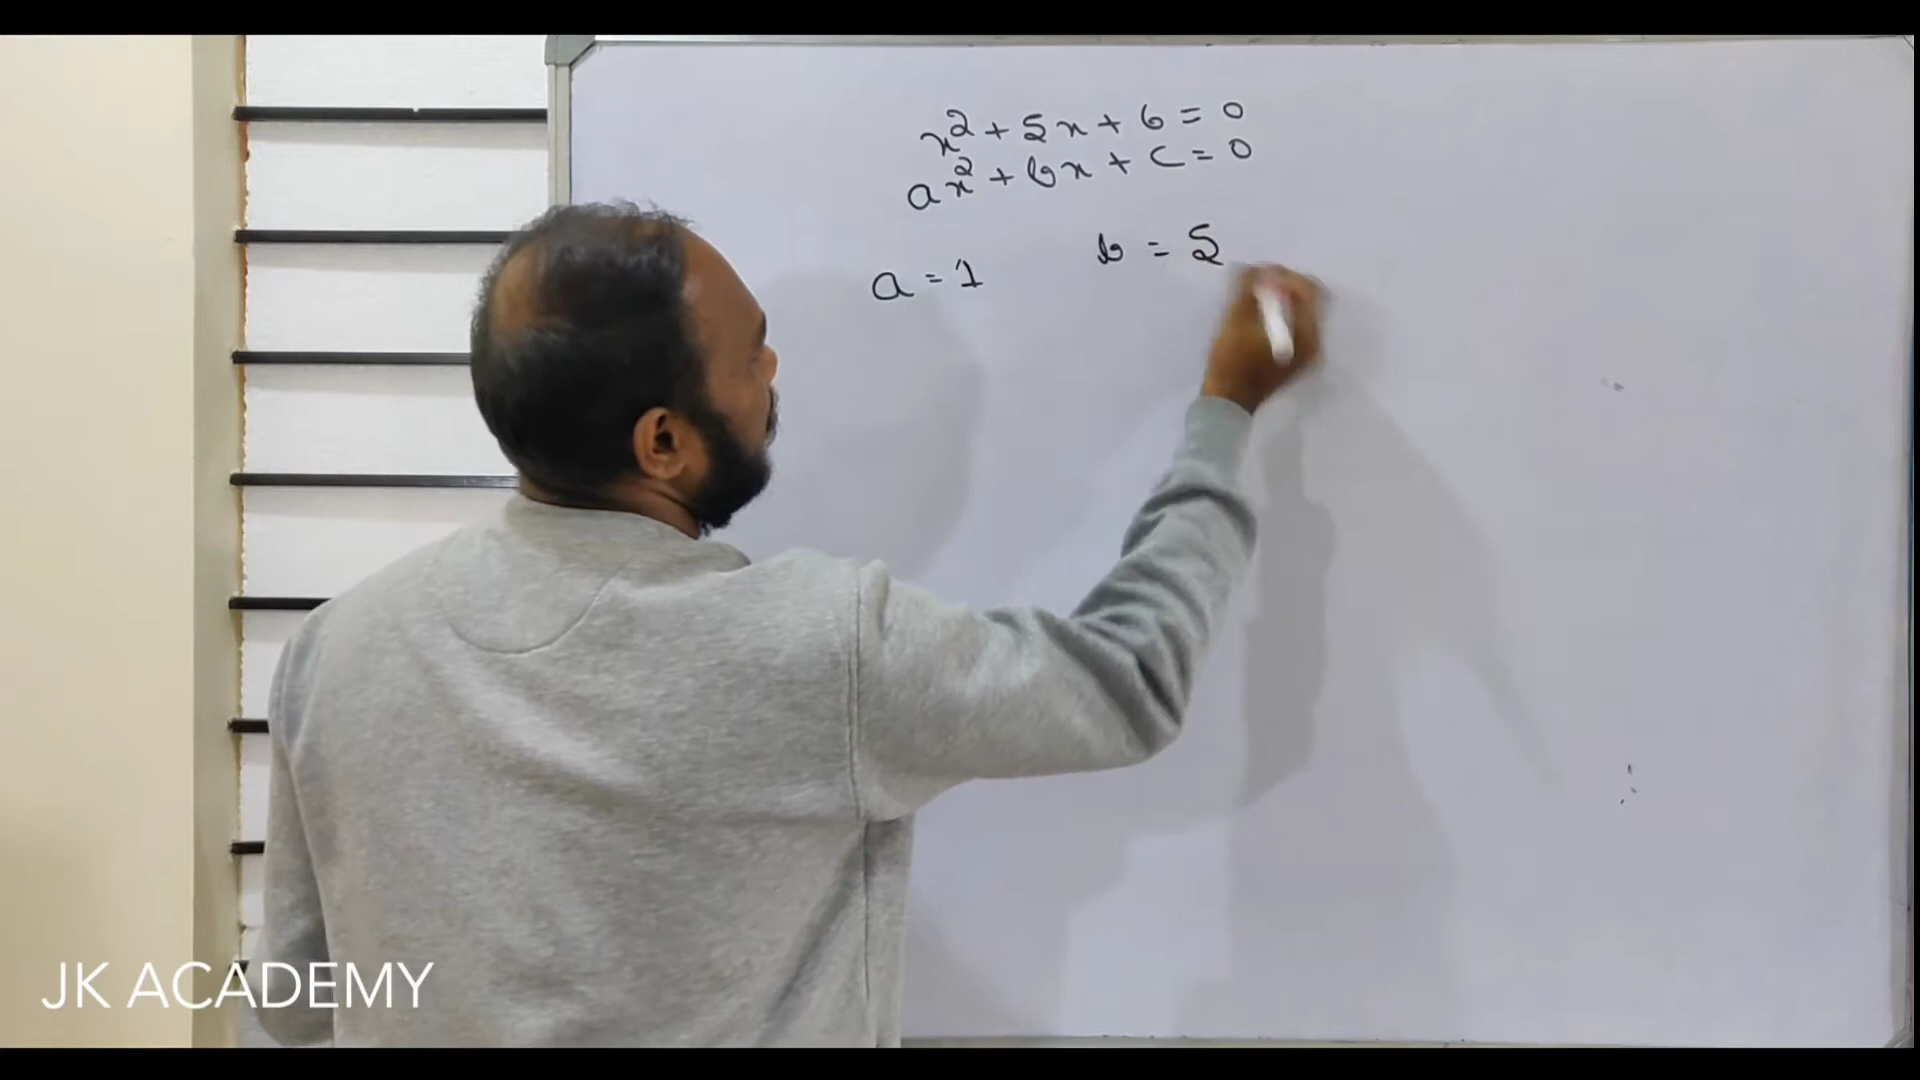 x² + 5x + 6 = 0
ax² + bx + c = 0
a = 1 b = 5
JK ACADEMY